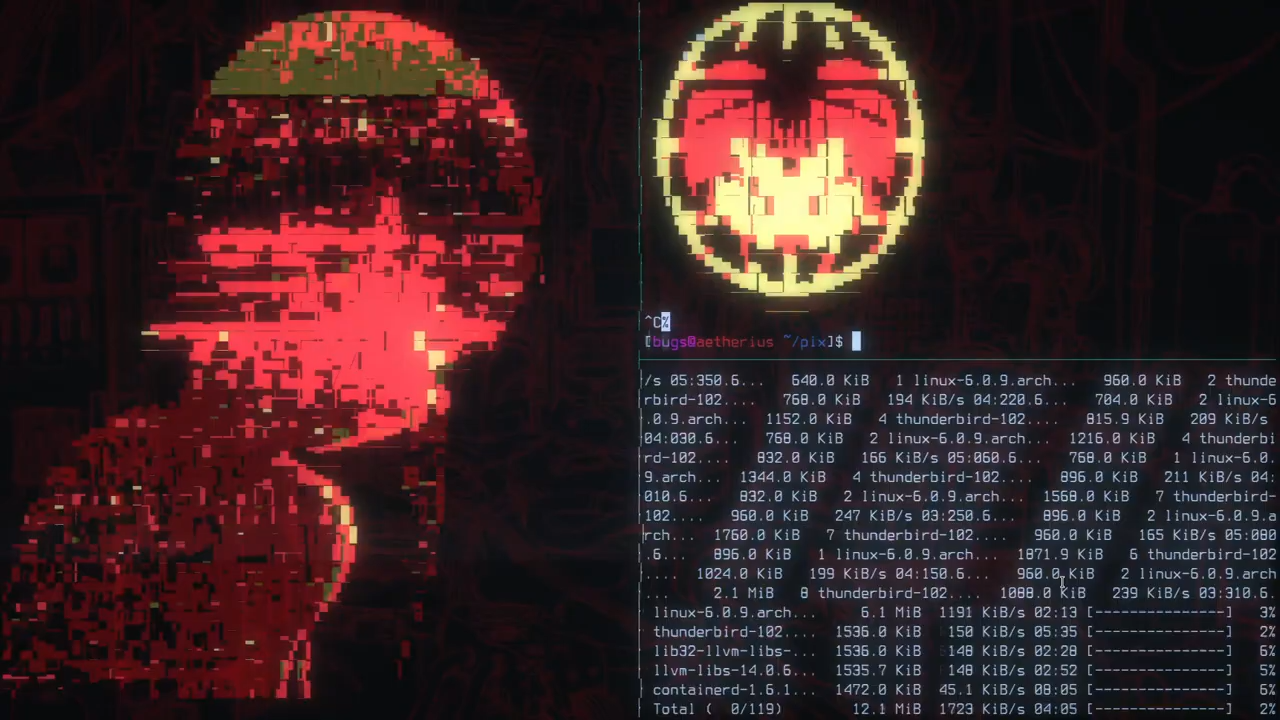 ^C%
[bugs@aetherius ~/pix]$
/s 05:350.6... 640.0 KiB 1 linux-6.0.9.arch... 960.0 KiB 2 thunde
rbird-102.... 768.0 KiB 194 KiB/s 04:220.6... 704.0 KiB 2 linux-6
.0.9.arch... 1152.0 KiB 4 thunderbird-102.... 815.9 KiB 209 KiB/s
04:030.6... 768.0 KiB 2 linux-6.0.9.arch... 1216.0 KiB 4 thunderbi
rd-102.... 832.0 KiB 166 KiB/s 05:060.6... 768.0 KiB 1 linux-6.0.
9.arch... 1344.0 KiB 4 thunderbird-102.... 896.0 KiB 211 KiB/s 04:
010.6... 832.0 KiB 2 linux-6.0.9.arch... 1568.0 KiB 7 thunderbird-
102.... 960.0 KiB 247 KiB/s 03:250.6... 896.0 KiB 2 linux-6.0.9.a
rch... 1760.0 KiB 7 thunderbird-102.... 960.0 KiB 165 KiB/s 05:080
.6... 896.0 KiB 1 linux-6.0.9.arch... 1871.9 KiB 6 thunderbird-102
.... 1024.0 KiB 199 KiB/s 04:150.6... 960.0 KiB 2 linux-6.0.9.arch
... 2.1 MiB 8 thunderbird-102.... 1088.0 KiB 239 KiB/s 03:310.6.
linux-6.0.9.arch... 6.1 MiB 1191 KiB/s 02:13 [---------------] 3%
thunderbird-102.... 1536.0 KiB 150 KiB/s 05:35 [---------------] 2%
lib32-llvm-libs-... 1536.0 KiB 148 KiB/s 02:28 [---------------] 6%
llvm-libs-14.0.6... 1535.7 KiB 148 KiB/s 02:52 [---------------] 5%
containerd-1.6.1... 1472.0 KiB 45.1 KiB/s 08:05 [---------------] 6%
Total ( 0/119) 12.1 MiB 1723 KiB/s 04:05 [---------------] 2%